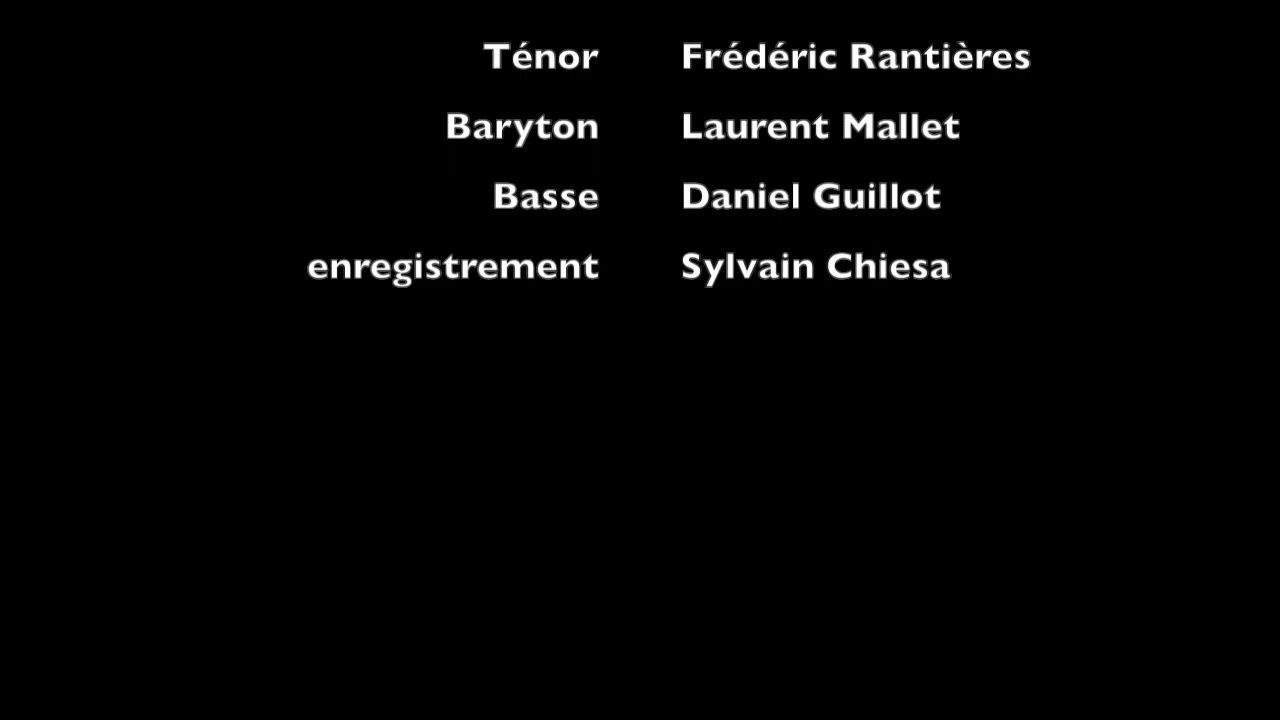 Ténor Frédéric Rantières
Baryton Laurent Mallet
Basse Daniel Guillot
enregistrement Sylvain Chiesa